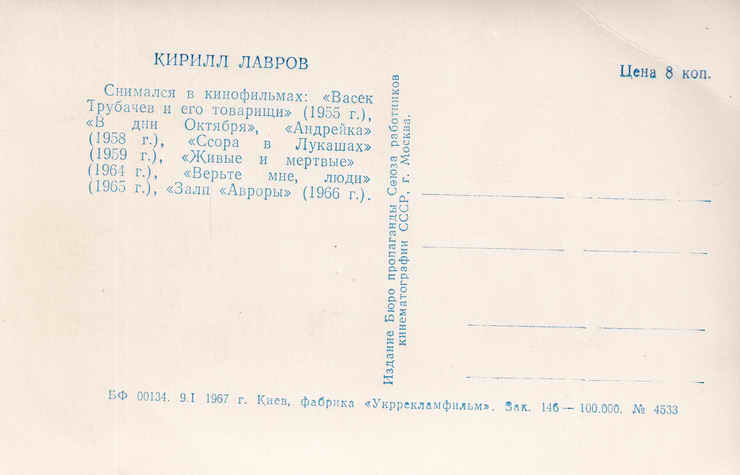 КИРИЛЛ ЛАВРОВ
Цена 8 коп.
Снимался в кинофильмах: «Васек
Трубачев и его товарищи» (1955 г.),
«В дни Октября», «Андрейка»
(1958 г.), «Ссора в Лукашах»
(1959 г.), «Живые и мертвые»
(1964 г.), «Верьте мне, люди»
(1965 г.), «Залп «Авроры» (1966 г.).
Издание Бюро пропаганды Союза работников
кинематографии СССР, г. Москва.
БФ 00134. 9.I 1967 г. Киев, фабрика «Укррекламфильм». Зак. 146 — 100.000. № 4533